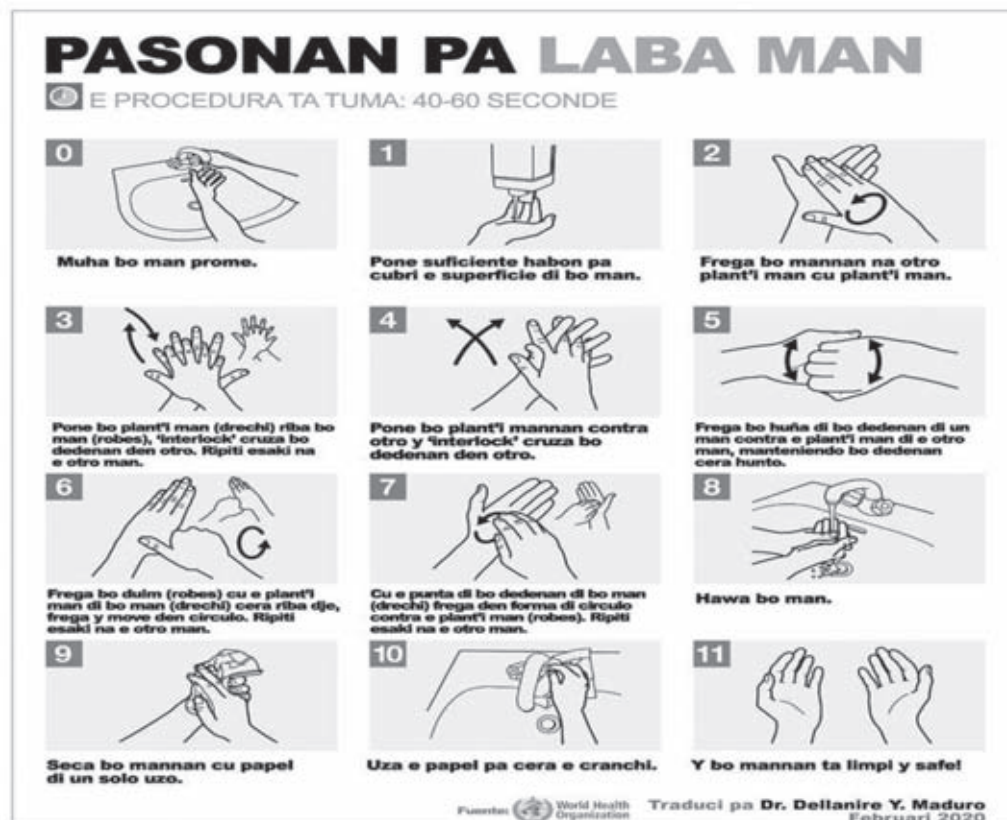 PASONAN PA LABA MAN
E PROCEDURA TA TUMA: 40-60 SECONDE
0
Muha bo man prome.
1
Pone suficiente habon pa
cubri e superficie di bo man.
2
Frega bo mannan na otro
plant'i man cu plant'i man.
3
Pone bo plant'i man (drechi) riba bo
man (robes), 'interlock' cruza bo
dedenan den otro. Ripiti esaki na
e otro man.
4
Pone bo plant'i mannan contra
otro y 'interlock' cruza bo
dedenan den otro.
5
Frega bo huña di bo dedenan di un
man contra e plant'i man di e otro
man, manteniendo bo dedenan
cera hunto.
6
Frega bo duim (robes) cu e plant'i
man di bo man (drechi) cera riba dje,
frega y move den circulo. Ripiti
esaki na e otro man.
7
Cu e punta di bo dedenan di bo man
(drechi) frega den forma di circulo
contra e plant'i man (robes). Ripiti
esaki na e otro man.
8
Hawa bo man.
9
Seca bo mannan cu papel
di un solo uzo.
10
Uza e papel pa cera e cranchi.
11
Y bo mannan ta limpi y safe!
Fuente: World Health
Organization
Traduci pa Dr. Dellanire Y. Maduro
Februari 2020